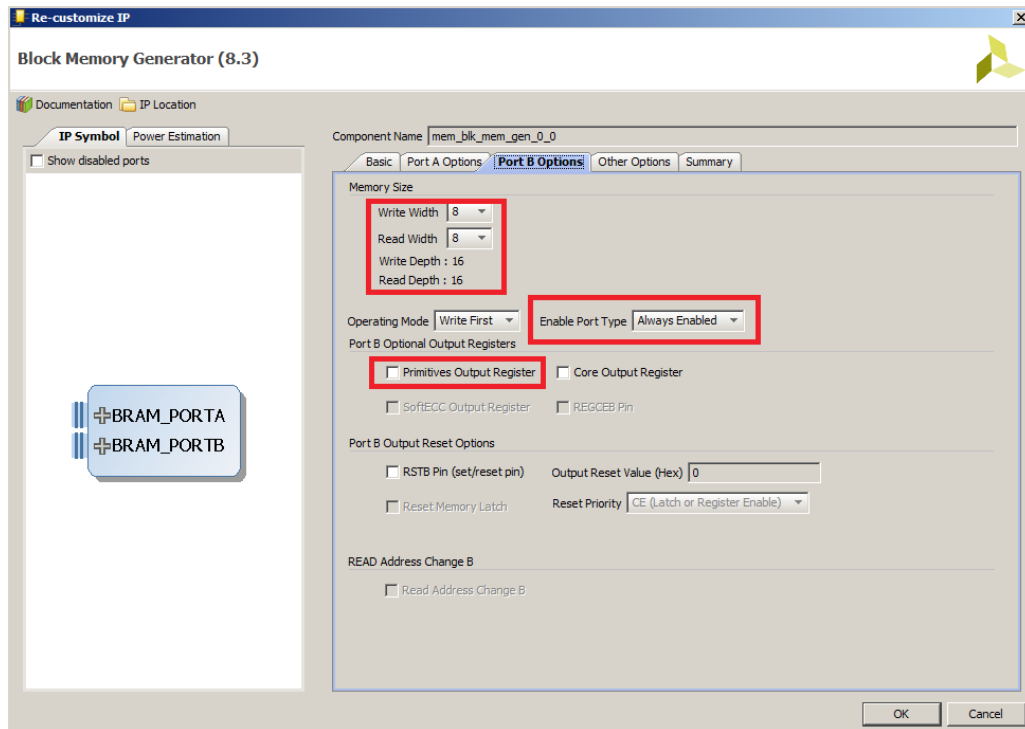 Re-customize IP
Block Memory Generator (8.3)
Documentation IP Location
IP Symbol Power Estimation
Show disabled ports
BRAM_PORTA
BRAM_PORTB
Component Name mem_blk_mem_gen_0_0
Basic Port A Options Port B Options Other Options Summary
Memory Size
Write Width 8
Read Width 8
Write Depth : 16
Read Depth : 16
Operating Mode Write First Enable Port Type Always Enabled
Port B Optional Output Registers
Primitives Output Register Core Output Register
SoftECC Output Register REGCEB Pin
Port B Output Reset Options
RSTB Pin (set/reset pin) Output Reset Value (Hex) 0
Reset Memory Latch Reset Priority CE (Latch or Register Enable)
READ Address Change B
Read Address Change B
OK Cancel